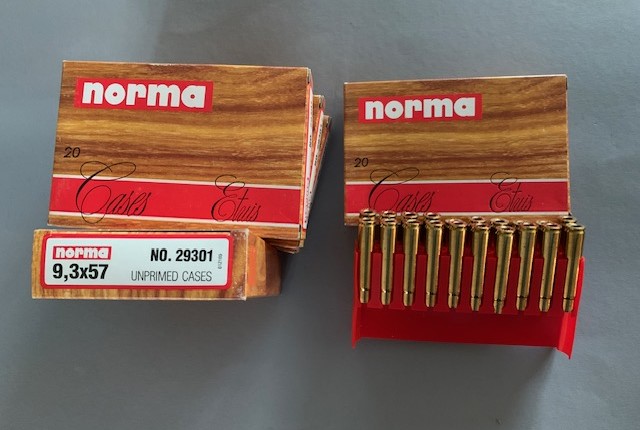 norma
20
Cases
Etuis
norma
NO. 29301
9,3x57
UNPRIMED CASES
norma
20
Cases
Etuis